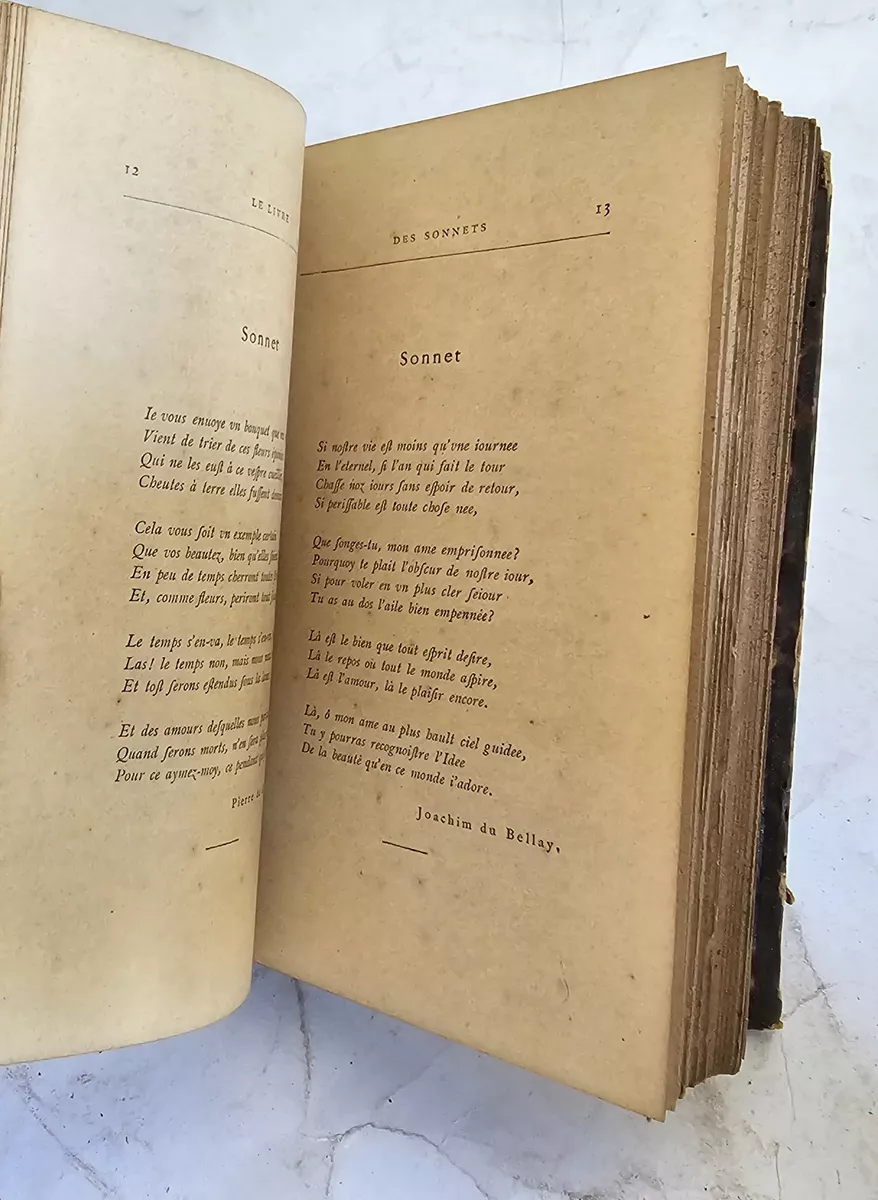 12
LE LIVRE
Sonnet
Ie vous enuoye vn bouquet que
Vient de trier de ces fleurs
Qui ne les euſt à ce veſpre
Cheutes à terre elles fuſſent
Cela vous ſoit vn exemple certain
Que vos beautez, bien qu'elles
En peu de temps cherront
Et, comme fleurs, periront
Le temps s'en-va, le temps
Las! le temps non, mais nous
Et toſt ſerons eſtendus ſous la
Et des amours deſquelles nous
Quand ſerons morts, n'en ſera
Pour ce aymez-moy, ce
Pierre de
DES SONNETS
13
Sonnet
Si noſtre vie eſt moins qu'vne iournee
En l'eternel, ſi l'an qui fait le tour
Chaſſe noz iours ſans eſpoir de retour,
Si periſſable eſt toute choſe nee,
Que ſonges-tu, mon ame empriſonnee?
Pourquoy te plait l'obſcur de noſtre iour,
Si pour voler en vn plus cler ſeiour
Tu as au dos l'aile bien empennée?
Là eſt le bien que tout eſprit deſire,
Là le repos où tout le monde aſpire,
Là eſt l'amour, là le plaiſir encore.
Là, ô mon ame au plus hault ciel guidee,
Tu y pourras recognoiſtre l'Idee
De la beauté qu'en ce monde i'adore.
Joachim du Bellay,